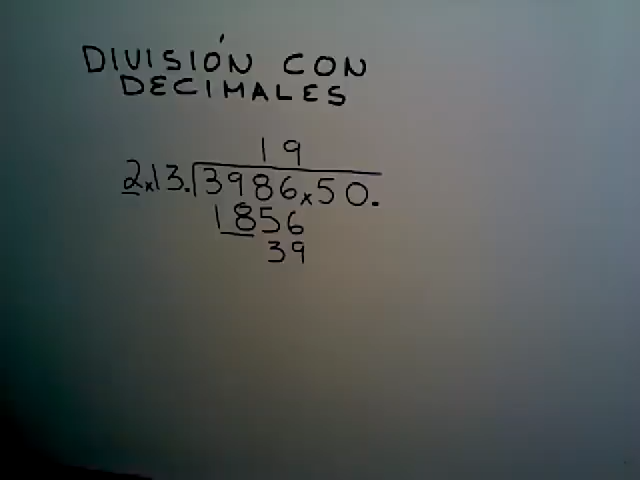 DIVISIÓN CON
DECIMALES
19
2x13.√3986x50.
1856
39